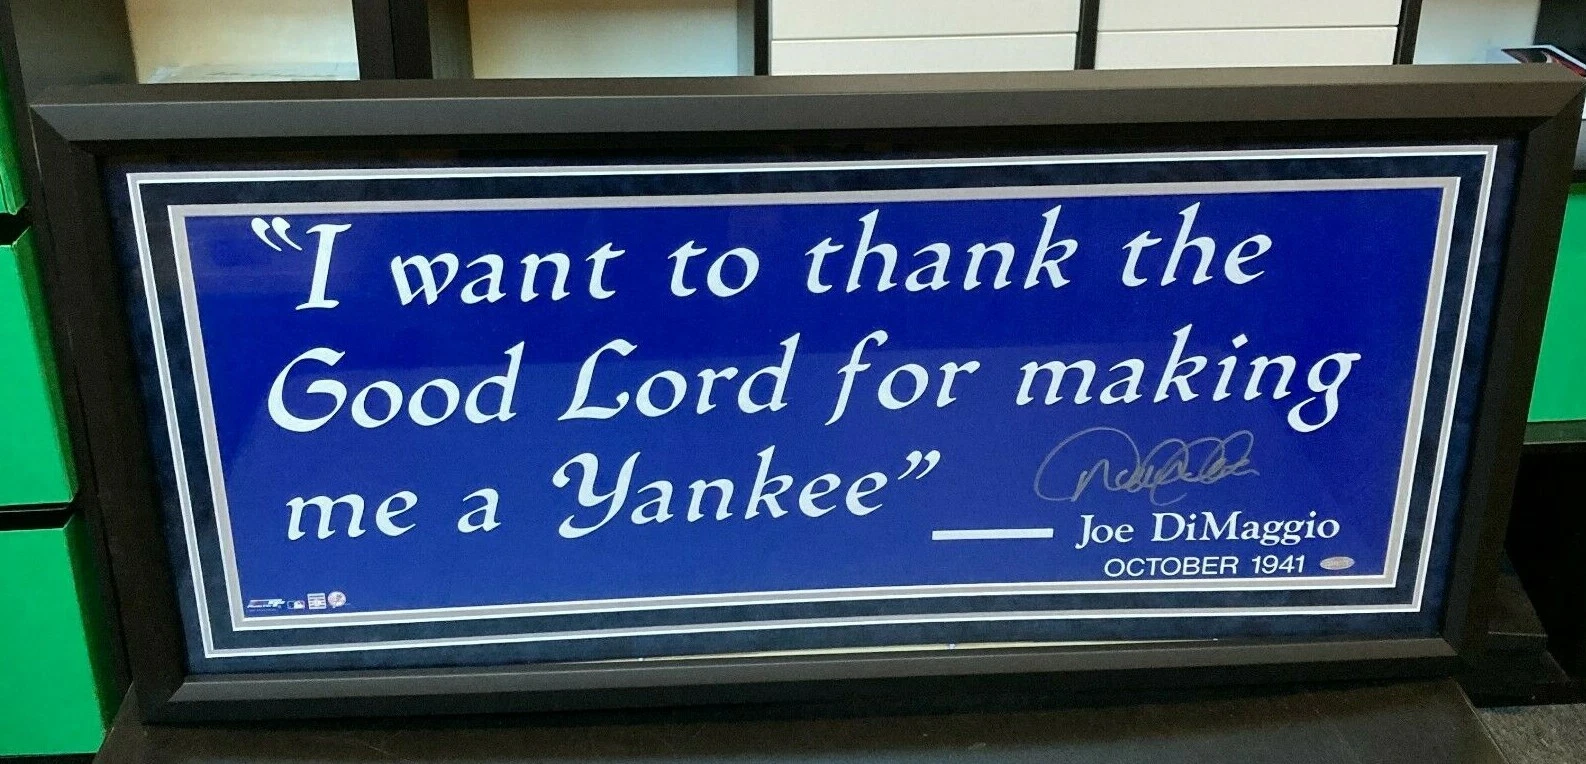 “I want to thank the
Good Lord for making
me a Yankee”
— Joe DiMaggio
OCTOBER 1941